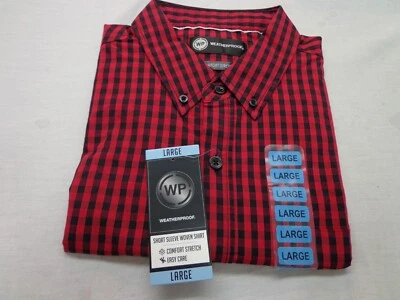 WP WEATHERPROOF
LARGE
WP
WEATHERPROOF
SHORT SLEEVE WOVEN SHIRT
COMFORT STRETCH
EASY CARE
LARGE
LARGE
LARGE
LARGE
LARGE
LARGE
LARGE